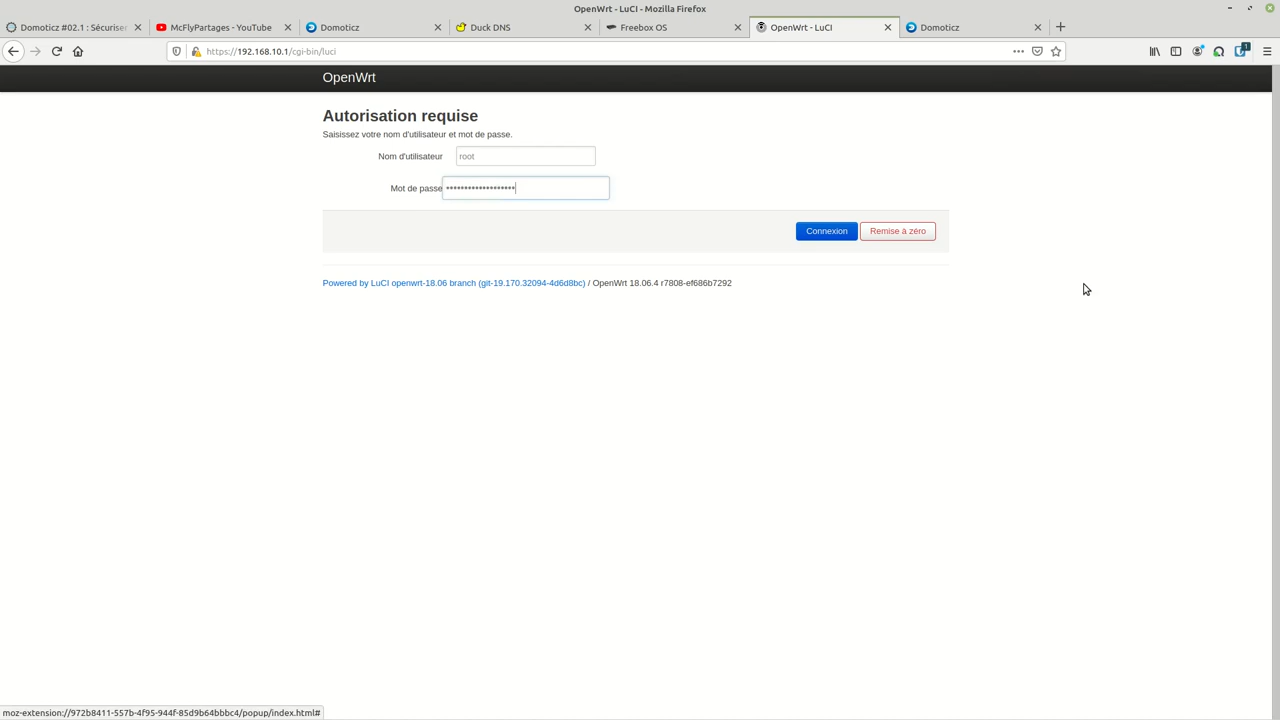 OpenWrt - LuCI - Mozilla Firefox
Domoticz #02.1 : Sécurise
McFlyPartages - YouTube
Domoticz
Duck DNS
Freebox OS
OpenWrt - LuCI
Domoticz
https://192.168.10.1/cgi-bin/luci
1
OpenWrt
Autorisation requise
Saisissez votre nom d'utilisateur et mot de passe.
Nom d'utilisateur
root
Mot de passe
Connexion
Remise à zéro
Powered by LuCI openwrt-18.06 branch (git-19.170.32094-4d6d8bc) / OpenWrt 18.06.4 r7808-ef686b7292
moz-extension://972b8411-557b-4f95-944f-85d9b64bbbc4/popup/index.html#